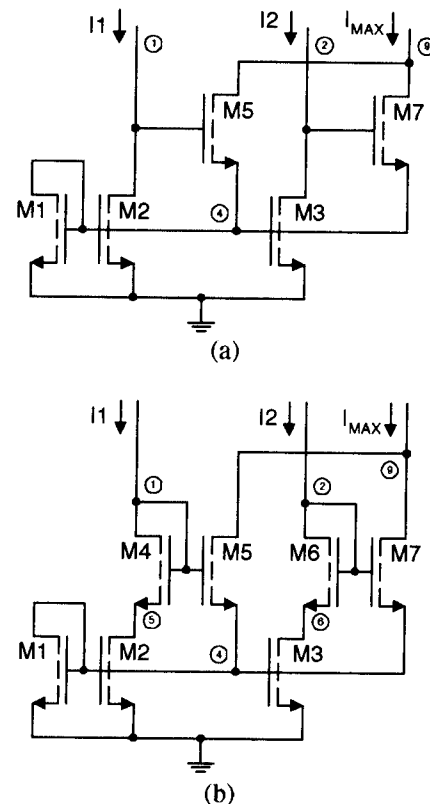 I1 I2 IMAX
① ② ⑨
M5 M7
M1 M2 ④ M3
(a)
I1 I2 IMAX
① ② ⑨
M4 M5 M6 M7
⑤ ④ ⑥
M1 M2 M3
(b)